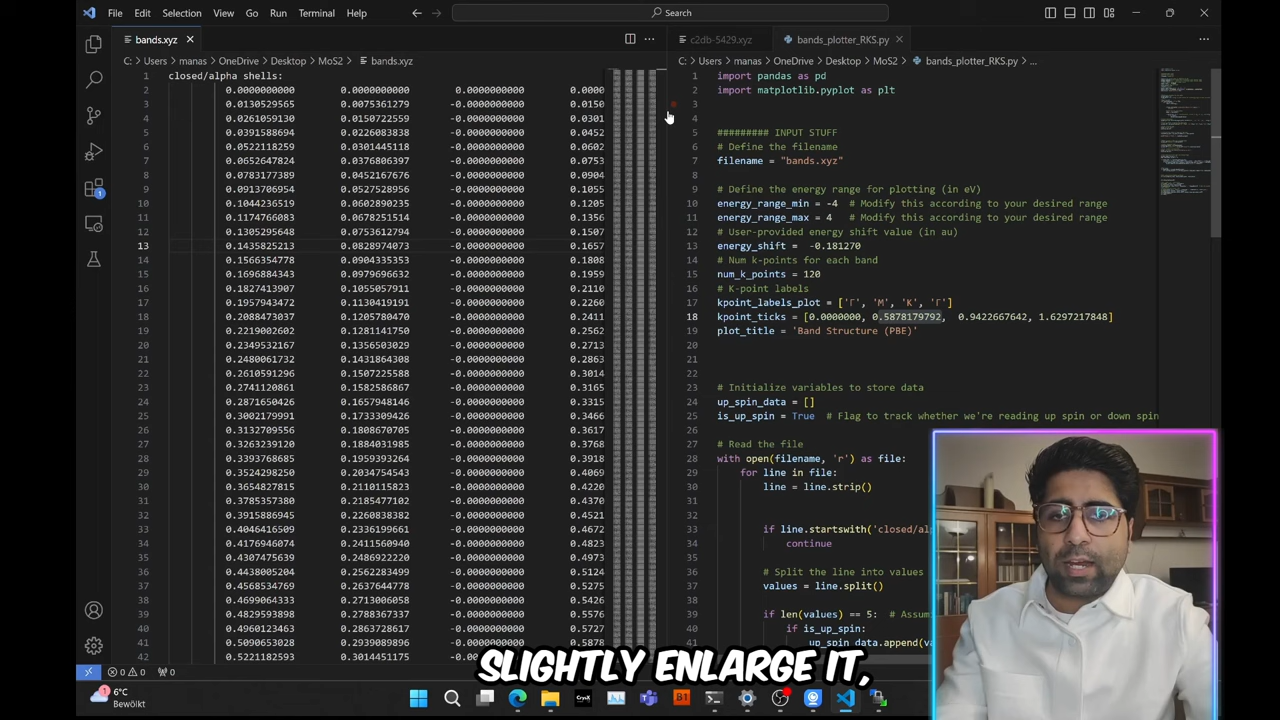 File Edit Selection View Go Run Terminal Help
Search
bands.xyz
C: > Users > manas > OneDrive > Desktop > MoS2 > bands.xyz
1 closed/alpha shells:
2 0.0000000000 0.0000000000 -0.0000000000 0.0000
3 0.0130529565 0.0075361279 -0.0000000000 0.0150
4 0.0301
5 -0.0000000000 0.0452
6 -0.0000000000 0.0602
7 -0.0000000000 0.0753
8 -0.0000000000 0.0904
9 -0.0000000000 0.1055
10 -0.0000000000 0.1205
11 0.1174766083 -0.0000000000 0.1356
12 0.1305295648 0.0753612794 -0.0000000000 0.1507
13 0.1435825213 0.0828974073 -0.0000000000 0.1657
14 0.1566354778 0.0904335353 -0.0000000000 0.1808
15 0.1696884343 0.0979696632 -0.0000000000 0.1959
16 0.1827413907 0.1055057911 -0.0000000000 0.2110
17 0.1957943472 0.1130419191 -0.0000000000 0.2260
18 0.2088473037 0.1205780470 -0.0000000000 0.2411
19 0.2219002602 0.1281141750 -0.0000000000 0.2562
20 0.2349532167 0.1356503029 -0.0000000000 0.2713
21 0.2480061732 0.1431864308 -0.0000000000 0.2863
22 0.2610591296 0.1507225588 -0.0000000000 0.3014
23 0.2741120861 0.1582586867 -0.0000000000 0.3165
24 0.2871650426 0.1657948146 -0.0000000000 0.3315
25 0.3002179991 0.1733309426 -0.0000000000 0.3466
26 0.3132709556 0.1808670705 -0.0000000000 0.3617
27 0.3263239120 0.1884031985 -0.0000000000 0.3768
28 0.3393768685 0.1959393264 -0.0000000000 0.3918
29 0.3524298250 0.2034754543 -0.0000000000 0.4069
30 0.3654827815 0.2110115823 -0.0000000000 0.4220
31 0.3785357380 0.2185477102 -0.0000000000 0.4370
32 0.3915886945 0.2260838382 -0.0000000000 0.4521
33 0.4046416509 0.2336199661 -0.0000000000 0.4672
34 0.4176946074 0.2411560940 -0.0000000000 0.4823
35 0.4307475639 0.2486922220 -0.0000000000 0.4973
36 0.4438005204 0.2562283499 -0.0000000000 0.5124
37 0.4568534769 0.2637644778 -0.0000000000 0.5275
38 0.4699064333 0.2713006058 -0.0000000000 0.5426
39 0.4829593898 0.2788367337 -0.0000000000 0.5576
40 0.4960123463 0.2863728617 -0.0000000000 0.5727
41 0.5090653028 0.2939089896 -0.0000000000 0.5878
42 0.5221182593 0.3014451175 -0.0000000000 0.6028
c2db-5429.xyz bands_plotter_RKS.py
C: > Users > manas > OneDrive > Desktop > MoS2 > bands_plotter_RKS.py > ...
1 import pandas as pd
2 import matplotlib.pyplot as plt
3
4
5 ######### INPUT STUFF
6 # Define the filename
7 filename = "bands.xyz"
8
9 # Define the energy range for plotting (in eV)
10 energy_range_min = -4 # Modify this according to your desired range
11 energy_range_max = 4 # Modify this according to your desired range
12 # User-provided energy shift value (in au)
13 energy_shift = -0.181270
14 # Num k-points for each band
15 num_k_points = 120
16 # K-point labels
17 kpoint_labels_plot = ['Γ', 'M', 'K', 'Γ']
18 kpoint_ticks = [0.0000000, 0.5878179792, 0.9422667642, 1.6297217848]
19 plot_title = 'Band Structure (PBE)'
20
21
22
23 # Initialize variables to store data
24 up_spin_data = []
25 is_up_spin = True # Flag to track whether we're reading up spin or down spin
26
27 # Read the file
28 with open(filename, 'r') as file:
29 for line in file:
30 line = line.strip()
31
32
33 if line.startswith('closed/al
34 continue
35
36 # Split the line into values
37 values = line.split()
38
39 if len(values) == 5: # Assum
40 if is_up_spin:
41 up_spin_data.append(va
SLIGHTLY ENLARGE IT,
0 0 0
6°C
Bewölkt